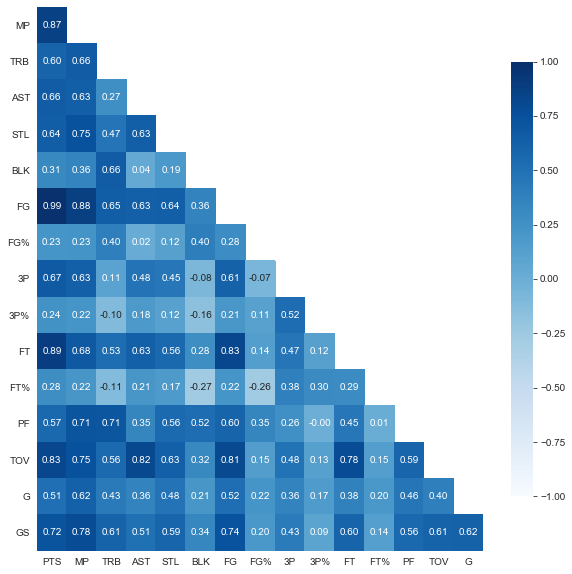 MP 0.87
TRB 0.60 0.66
1.00
AST 0.66 0.63 0.27
STL 0.64 0.75 0.47 0.63
0.75
BLK 0.31 0.36 0.66 0.04 0.19
FG 0.99 0.88 0.65 0.63 0.64 0.36
0.50
FG% 0.23 0.23 0.40 0.02 0.12 0.40 0.28
0.25
3P 0.67 0.63 0.11 0.48 0.45 -0.08 0.61 -0.07
0.00
3P% 0.24 0.22 -0.10 0.18 0.12 -0.16 0.21 0.11 0.52
−0.25
FT 0.89 0.68 0.53 0.63 0.56 0.28 0.83 0.14 0.47 0.12
FT% 0.28 0.22 -0.11 0.21 0.17 -0.27 0.22 -0.26 0.38 0.30 0.29
−0.50
PF 0.57 0.71 0.71 0.35 0.56 0.52 0.60 0.35 0.26 -0.00 0.45 0.01
−0.75
TOV 0.83 0.75 0.56 0.82 0.63 0.32 0.81 0.15 0.48 0.13 0.78 0.15 0.59
−1.00
G 0.51 0.62 0.43 0.36 0.48 0.21 0.52 0.22 0.36 0.17 0.38 0.20 0.46 0.40
GS 0.72 0.78 0.61 0.51 0.59 0.34 0.74 0.20 0.43 0.09 0.60 0.14 0.56 0.61 0.62
PTS MP TRB AST STL BLK FG FG% 3P 3P% FT FT% PF TOV G